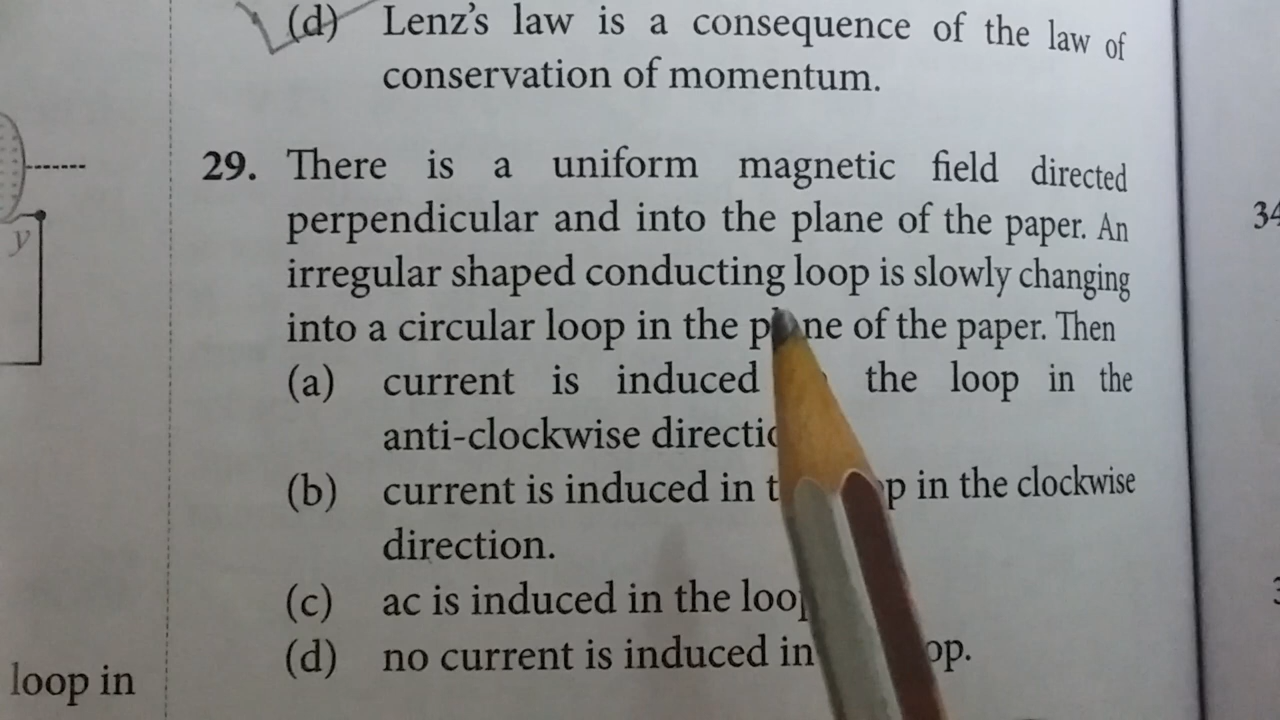 (d) Lenz's law is a consequence of the law of
conservation of momentum.
29. There is a uniform magnetic field directed
perpendicular and into the plane of the paper. An
irregular shaped conducting loop is slowly changing
into a circular loop in the plane of the paper. Then
(a) current is induced the loop in the
anti-clockwise
(b) current is induced in in the clockwise
direction.
(c) ac is induced in the
(d) no current is induced in
y
loop in
34